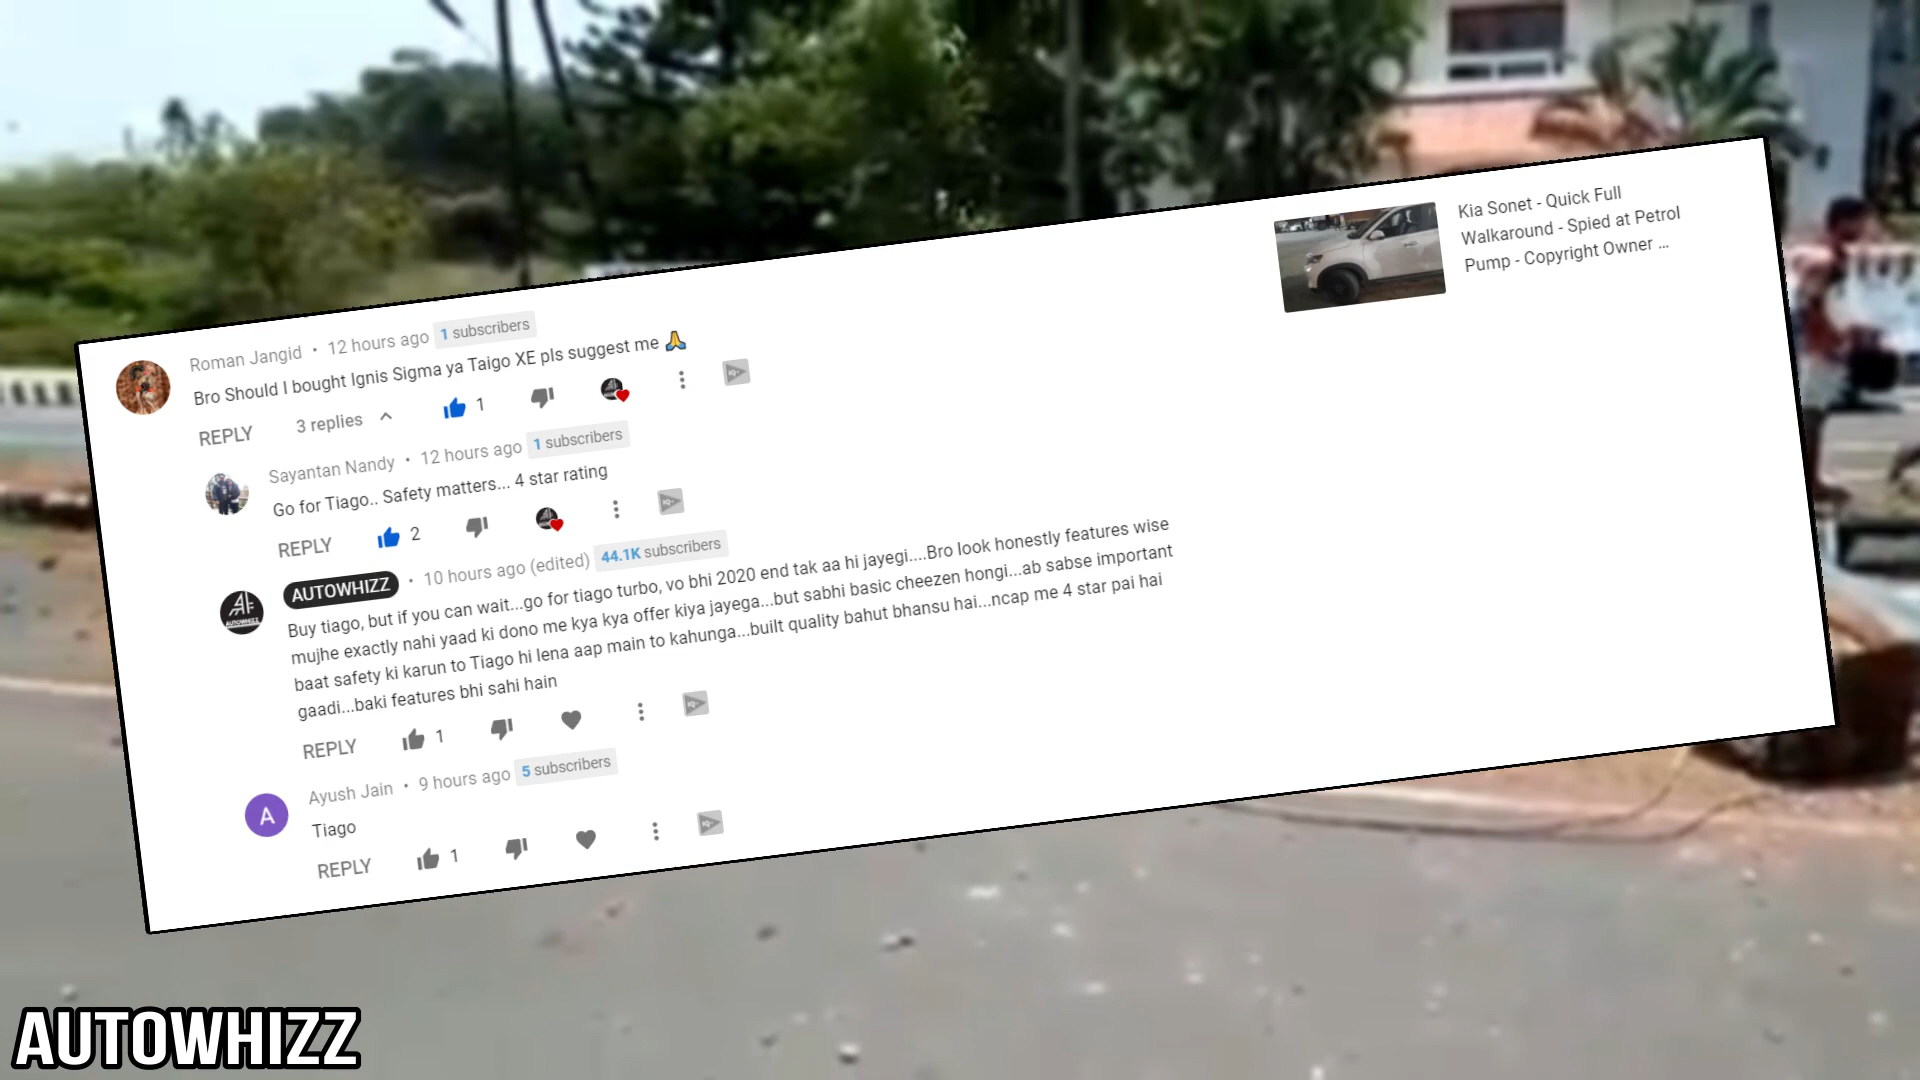 Kia Sonet - Quick Full
Walkaround - Spied at Petrol
Pump - Copyright Owner ...
Roman Jangid • 12 hours ago 1 subscribers
Bro Should I bought Ignis Sigma ya Taigo XE pls suggest me 🙏
REPLY 3 replies 1
Sayantan Nandy • 12 hours ago 1 subscribers
Go for Tiago.. Safety matters... 4 star rating
REPLY 2
AUTOWHIZZ • 10 hours ago (edited) 44.1K subscribers
Buy tiago, but if you can wait...go for tiago turbo, vo bhi 2020 end tak aa hi jayegi....Bro look honestly features wise
mujhe exactly nahi yaad ki dono me kya kya offer kiya jayega...but sabhi basic cheezen hongi...ab sabse important
baat safety ki karun to Tiago hi lena aap main to kahunga...built quality bahut bhansu hai...ncap me 4 star pai hai
gaadi...baki features bhi sahi hain
REPLY 1
Ayush Jain • 9 hours ago 5 subscribers
A
Tiago
REPLY 1
AUTOWHIZZ